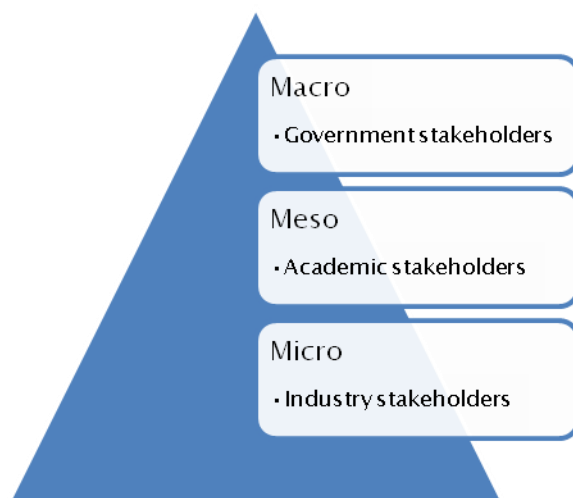 Macro
• Government stakeholders
Meso
• Academic stakeholders
Micro
• Industry stakeholders